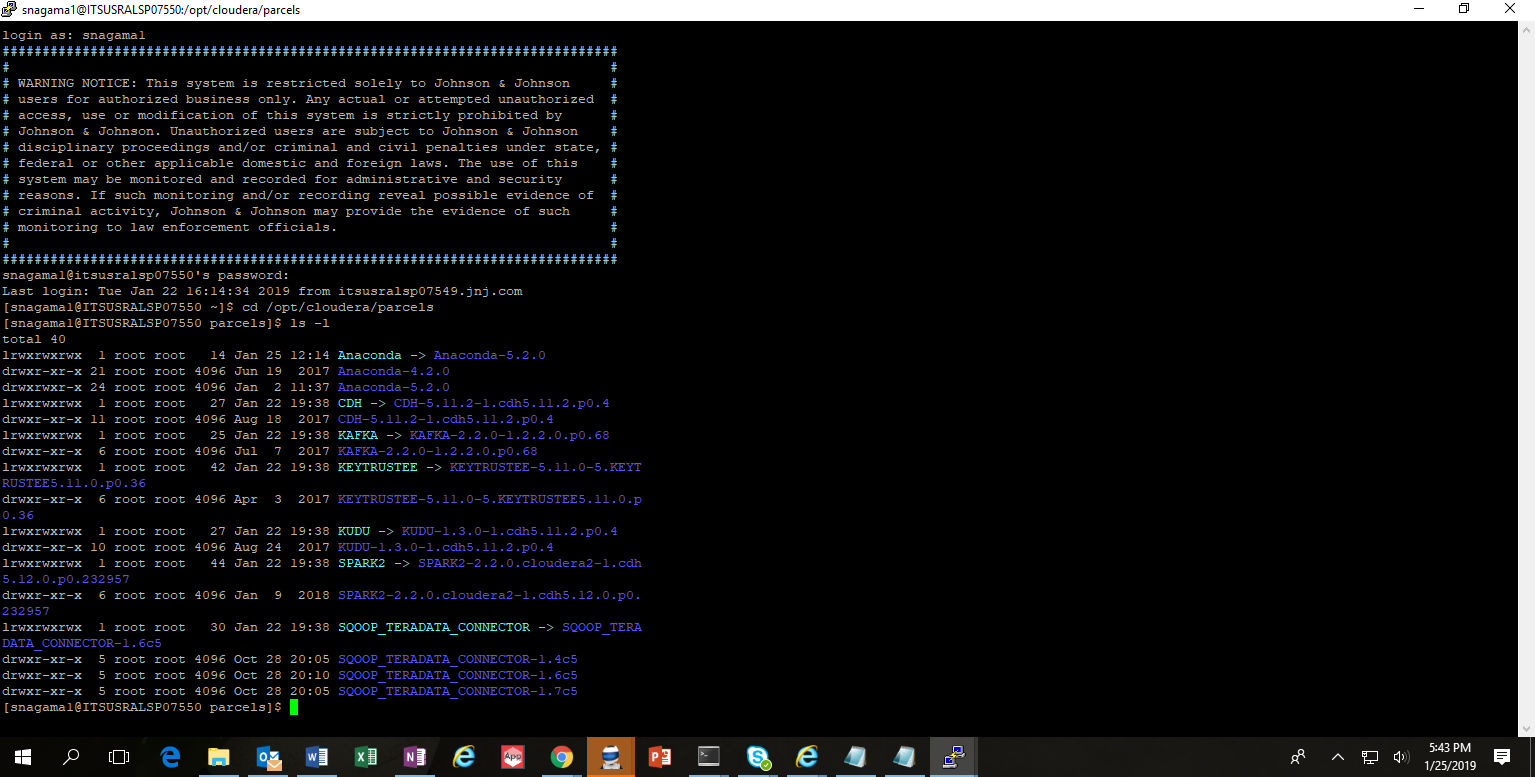 snagama1@ITSUSRALSP07550:/opt/cloudera/parcels
login as: snagama1
#############################################################################
#                                                                           #
# WARNING NOTICE: This system is restricted solely to Johnson & Johnson     #
# users for authorized business only. Any actual or attempted unauthorized  #
# access, use or modification of this system is strictly prohibited by      #
# Johnson & Johnson. Unauthorized users are subject to Johnson & Johnson    #
# disciplinary proceedings and/or criminal and civil penalties under state, #
# federal or other applicable domestic and foreign laws. The use of this    #
# system may be monitored and recorded for administrative and security      #
# reasons. If such monitoring and/or recording reveal possible evidence of  #
# criminal activity, Johnson & Johnson may provide the evidence of such     #
# monitoring to law enforcement officials.                                  #
#                                                                           #
#############################################################################
snagama1@itsusralsp07550's password:
Last login: Tue Jan 22 16:14:34 2019 from itsusralsp07549.jnj.com
[snagama1@ITSUSRALSP07550 ~]$ cd /opt/cloudera/parcels
[snagama1@ITSUSRALSP07550 parcels]$ ls -l
total 40
lrwxrwxrwx  1 root root   14 Jan 25 12:14 Anaconda -> Anaconda-5.2.0
drwxr-xr-x 21 root root 4096 Jun 19  2017 Anaconda-4.2.0
drwxr-xr-x 24 root root 4096 Jan  2 11:37 Anaconda-5.2.0
lrwxrwxrwx  1 root root   27 Jan 22 19:38 CDH -> CDH-5.11.2-1.cdh5.11.2.p0.4
drwxr-xr-x 11 root root 4096 Aug 18  2017 CDH-5.11.2-1.cdh5.11.2.p0.4
lrwxrwxrwx  1 root root   25 Jan 22 19:38 KAFKA -> KAFKA-2.2.0-1.2.2.0.p0.68
drwxr-xr-x  6 root root 4096 Jul  7  2017 KAFKA-2.2.0-1.2.2.0.p0.68
lrwxrwxrwx  1 root root   42 Jan 22 19:38 KEYTRUSTEE -> KEYTRUSTEE-5.11.0-5.KEYT
RUSTEE5.11.0.p0.36
drwxr-xr-x  6 root root 4096 Apr  3  2017 KEYTRUSTEE-5.11.0-5.KEYTRUSTEE5.11.0.p
0.36
lrwxrwxrwx  1 root root   27 Jan 22 19:38 KUDU -> KUDU-1.3.0-1.cdh5.11.2.p0.4
drwxr-xr-x 10 root root 4096 Aug 24  2017 KUDU-1.3.0-1.cdh5.11.2.p0.4
lrwxrwxrwx  1 root root   44 Jan 22 19:38 SPARK2 -> SPARK2-2.2.0.cloudera2-1.cdh
5.12.0.p0.232957
drwxr-xr-x  6 root root 4096 Jan  9  2018 SPARK2-2.2.0.cloudera2-1.cdh5.12.0.p0.
232957
lrwxrwxrwx  1 root root   30 Jan 22 19:38 SQOOP_TERADATA_CONNECTOR -> SQOOP_TERA
DATA_CONNECTOR-1.6c5
drwxr-xr-x  5 root root 4096 Oct 28 20:05 SQOOP_TERADATA_CONNECTOR-1.4c5
drwxr-xr-x  5 root root 4096 Oct 28 20:10 SQOOP_TERADATA_CONNECTOR-1.6c5
drwxr-xr-x  5 root root 4096 Oct 28 20:05 SQOOP_TERADATA_CONNECTOR-1.7c5
[snagama1@ITSUSRALSP07550 parcels]$
App
5:43 PM
1/25/2019